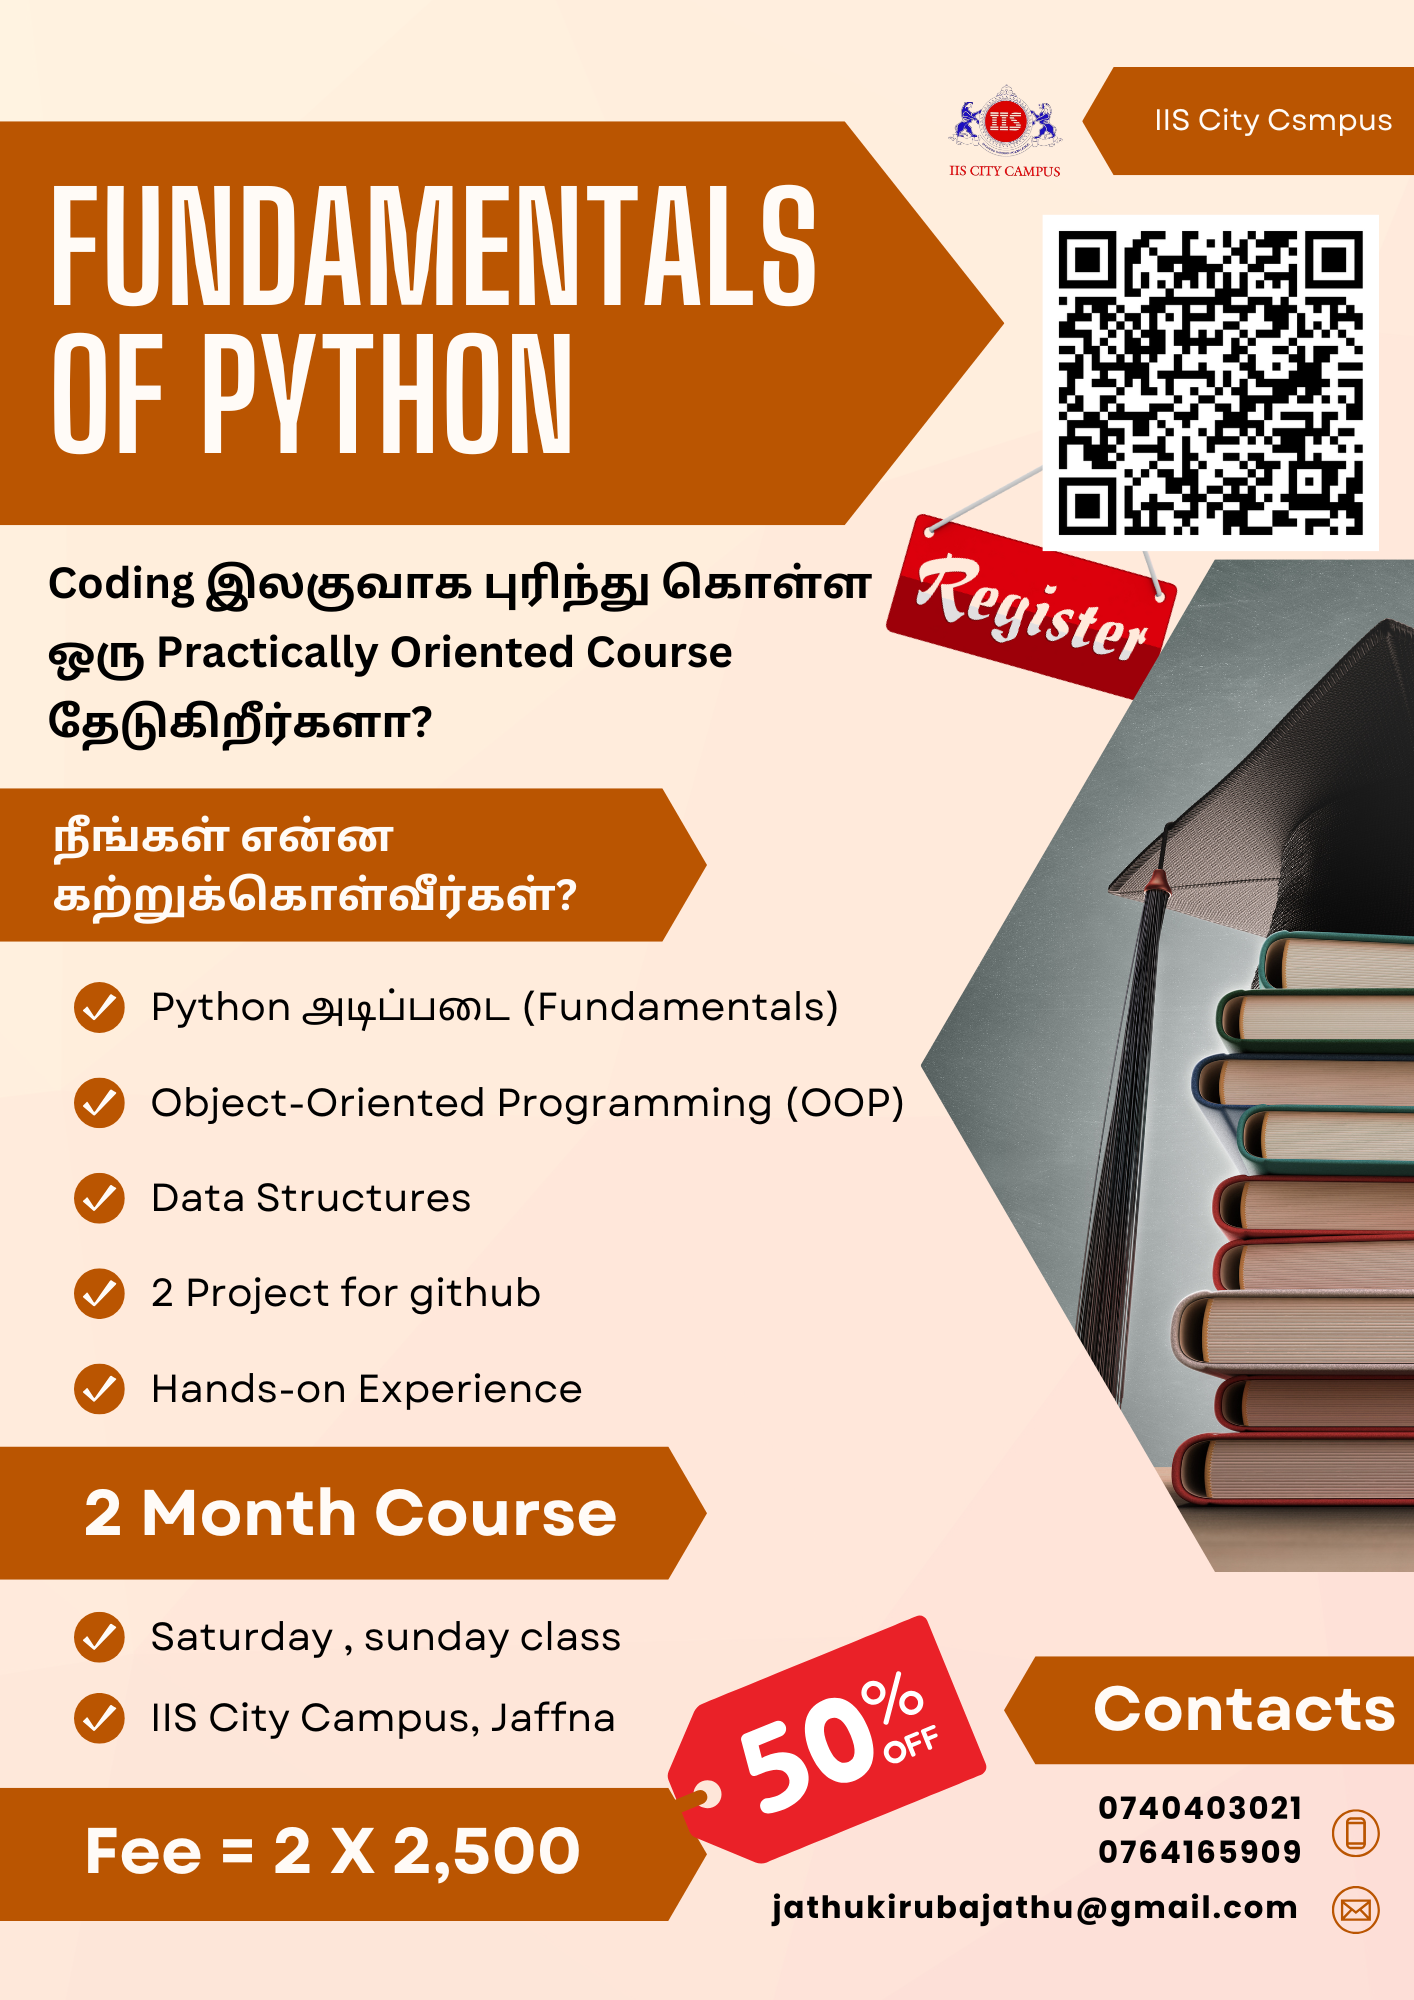 IIS City Csmpus
IIS
IIS CITY CAMPUS
FUNDAMENTALS
OF PYTHON
Register
Coding இலகுவாக புரிந்து கொள்ள
ஒரு Practically Oriented Course
தேடுகிறீர்களா?
நீங்கள் என்ன
கற்றுக்கொள்வீர்கள்?
Python அடிப்படை (Fundamentals)
Object-Oriented Programming (OOP)
Data Structures
2 Project for github
Hands-on Experience
2 Month Course
Saturday , sunday class
IIS City Campus, Jaffna
Fee = 2 X 2,500
50% OFF
Contacts
0740403021
0764165909
jathukirubajathu@gmail.com